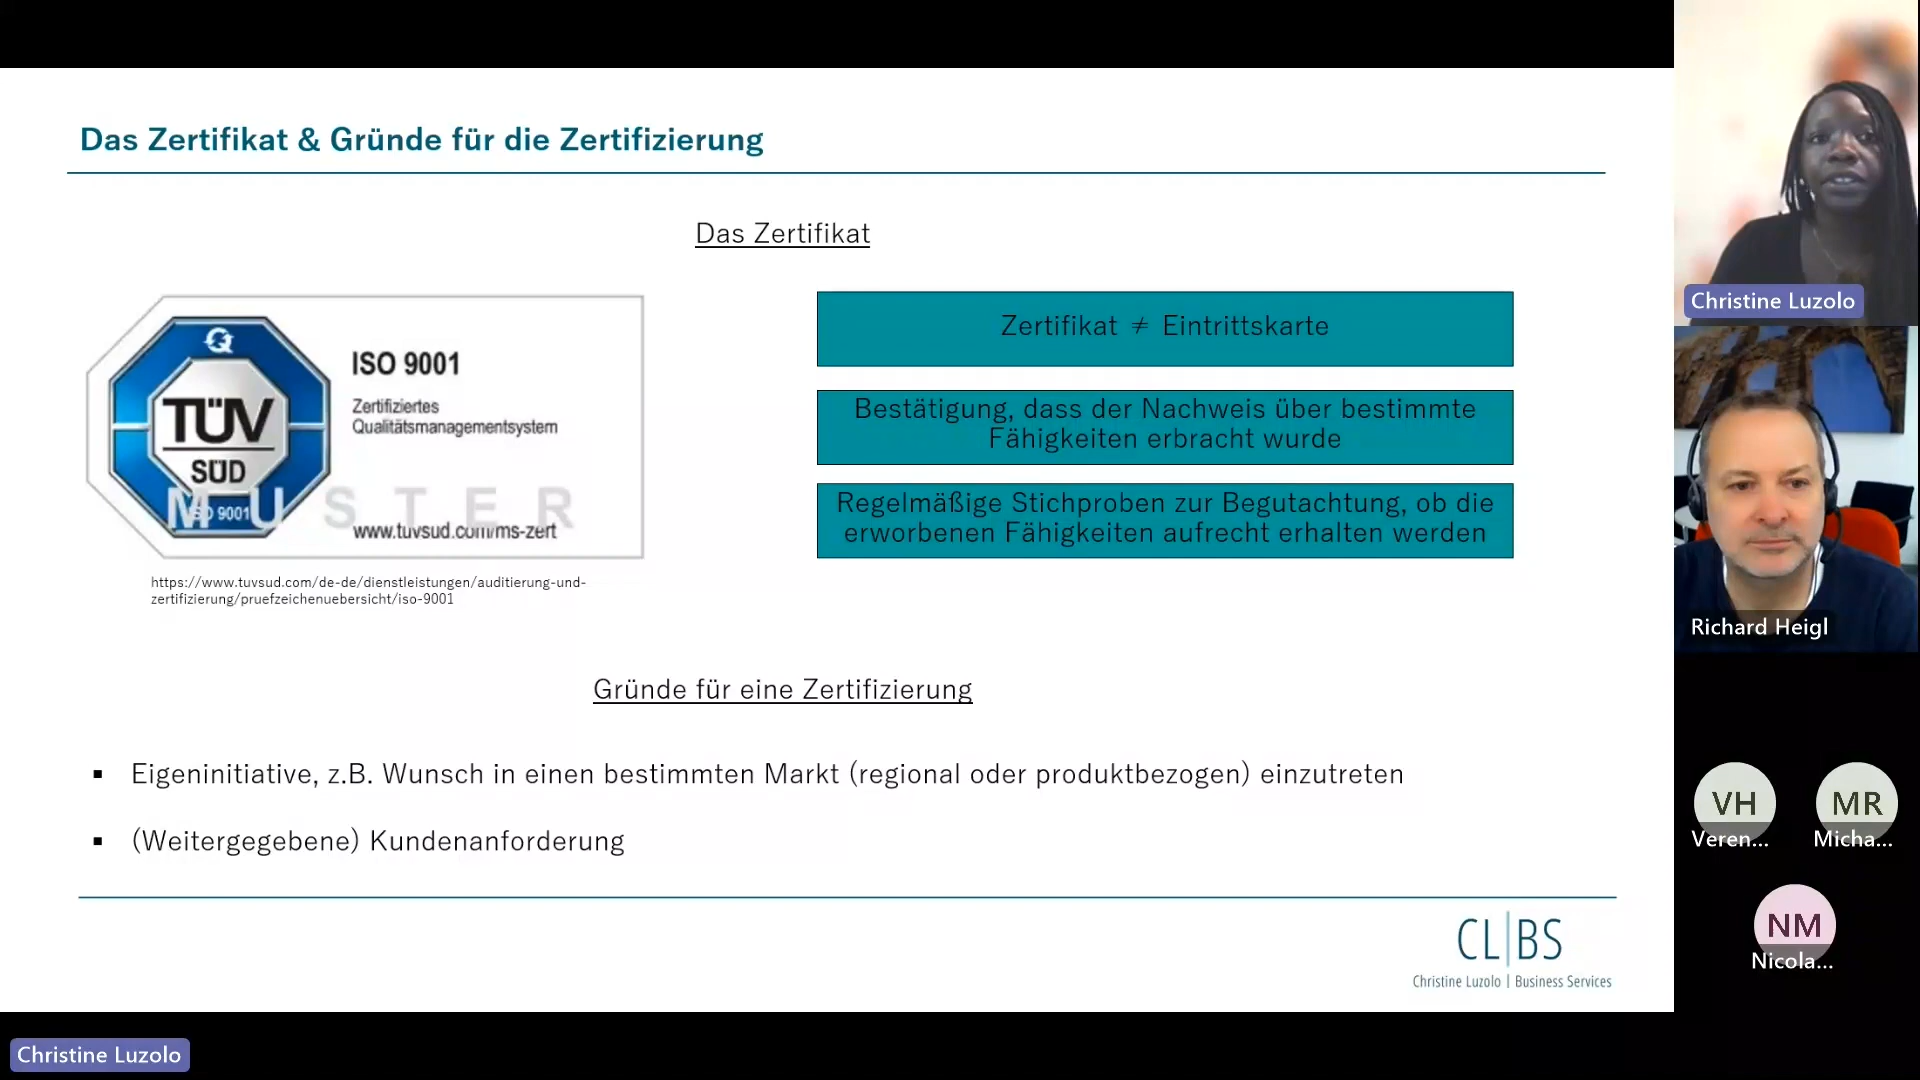 Das Zertifikat & Gründe für die Zertifizierung
Das Zertifikat
ISO 9001
Zertifiziertes
Qualitätsmanagementsystem
TÜV
SÜD
ISO 9001
MUSTER
www.tuvsud.com/ms-zert
https://www.tuvsud.com/de-de/dienstleistungen/auditierung-und-
zertifizierung/pruefzeichenuebersicht/iso-9001
Zertifikat ≠ Eintrittskarte
Bestätigung, dass der Nachweis über bestimmte
Fähigkeiten erbracht wurde
Regelmäßige Stichproben zur Begutachtung, ob die
erworbenen Fähigkeiten aufrecht erhalten werden
Gründe für eine Zertifizierung
▪ Eigeninitiative, z.B. Wunsch in einen bestimmten Markt (regional oder produktbezogen) einzutreten
▪ (Weitergegebene) Kundenanforderung
CL|BS
Christine Luzolo | Business Services
Christine Luzolo
Christine Luzolo
Richard Heigl
VH
Veren...
MR
Micha...
NM
Nicola...